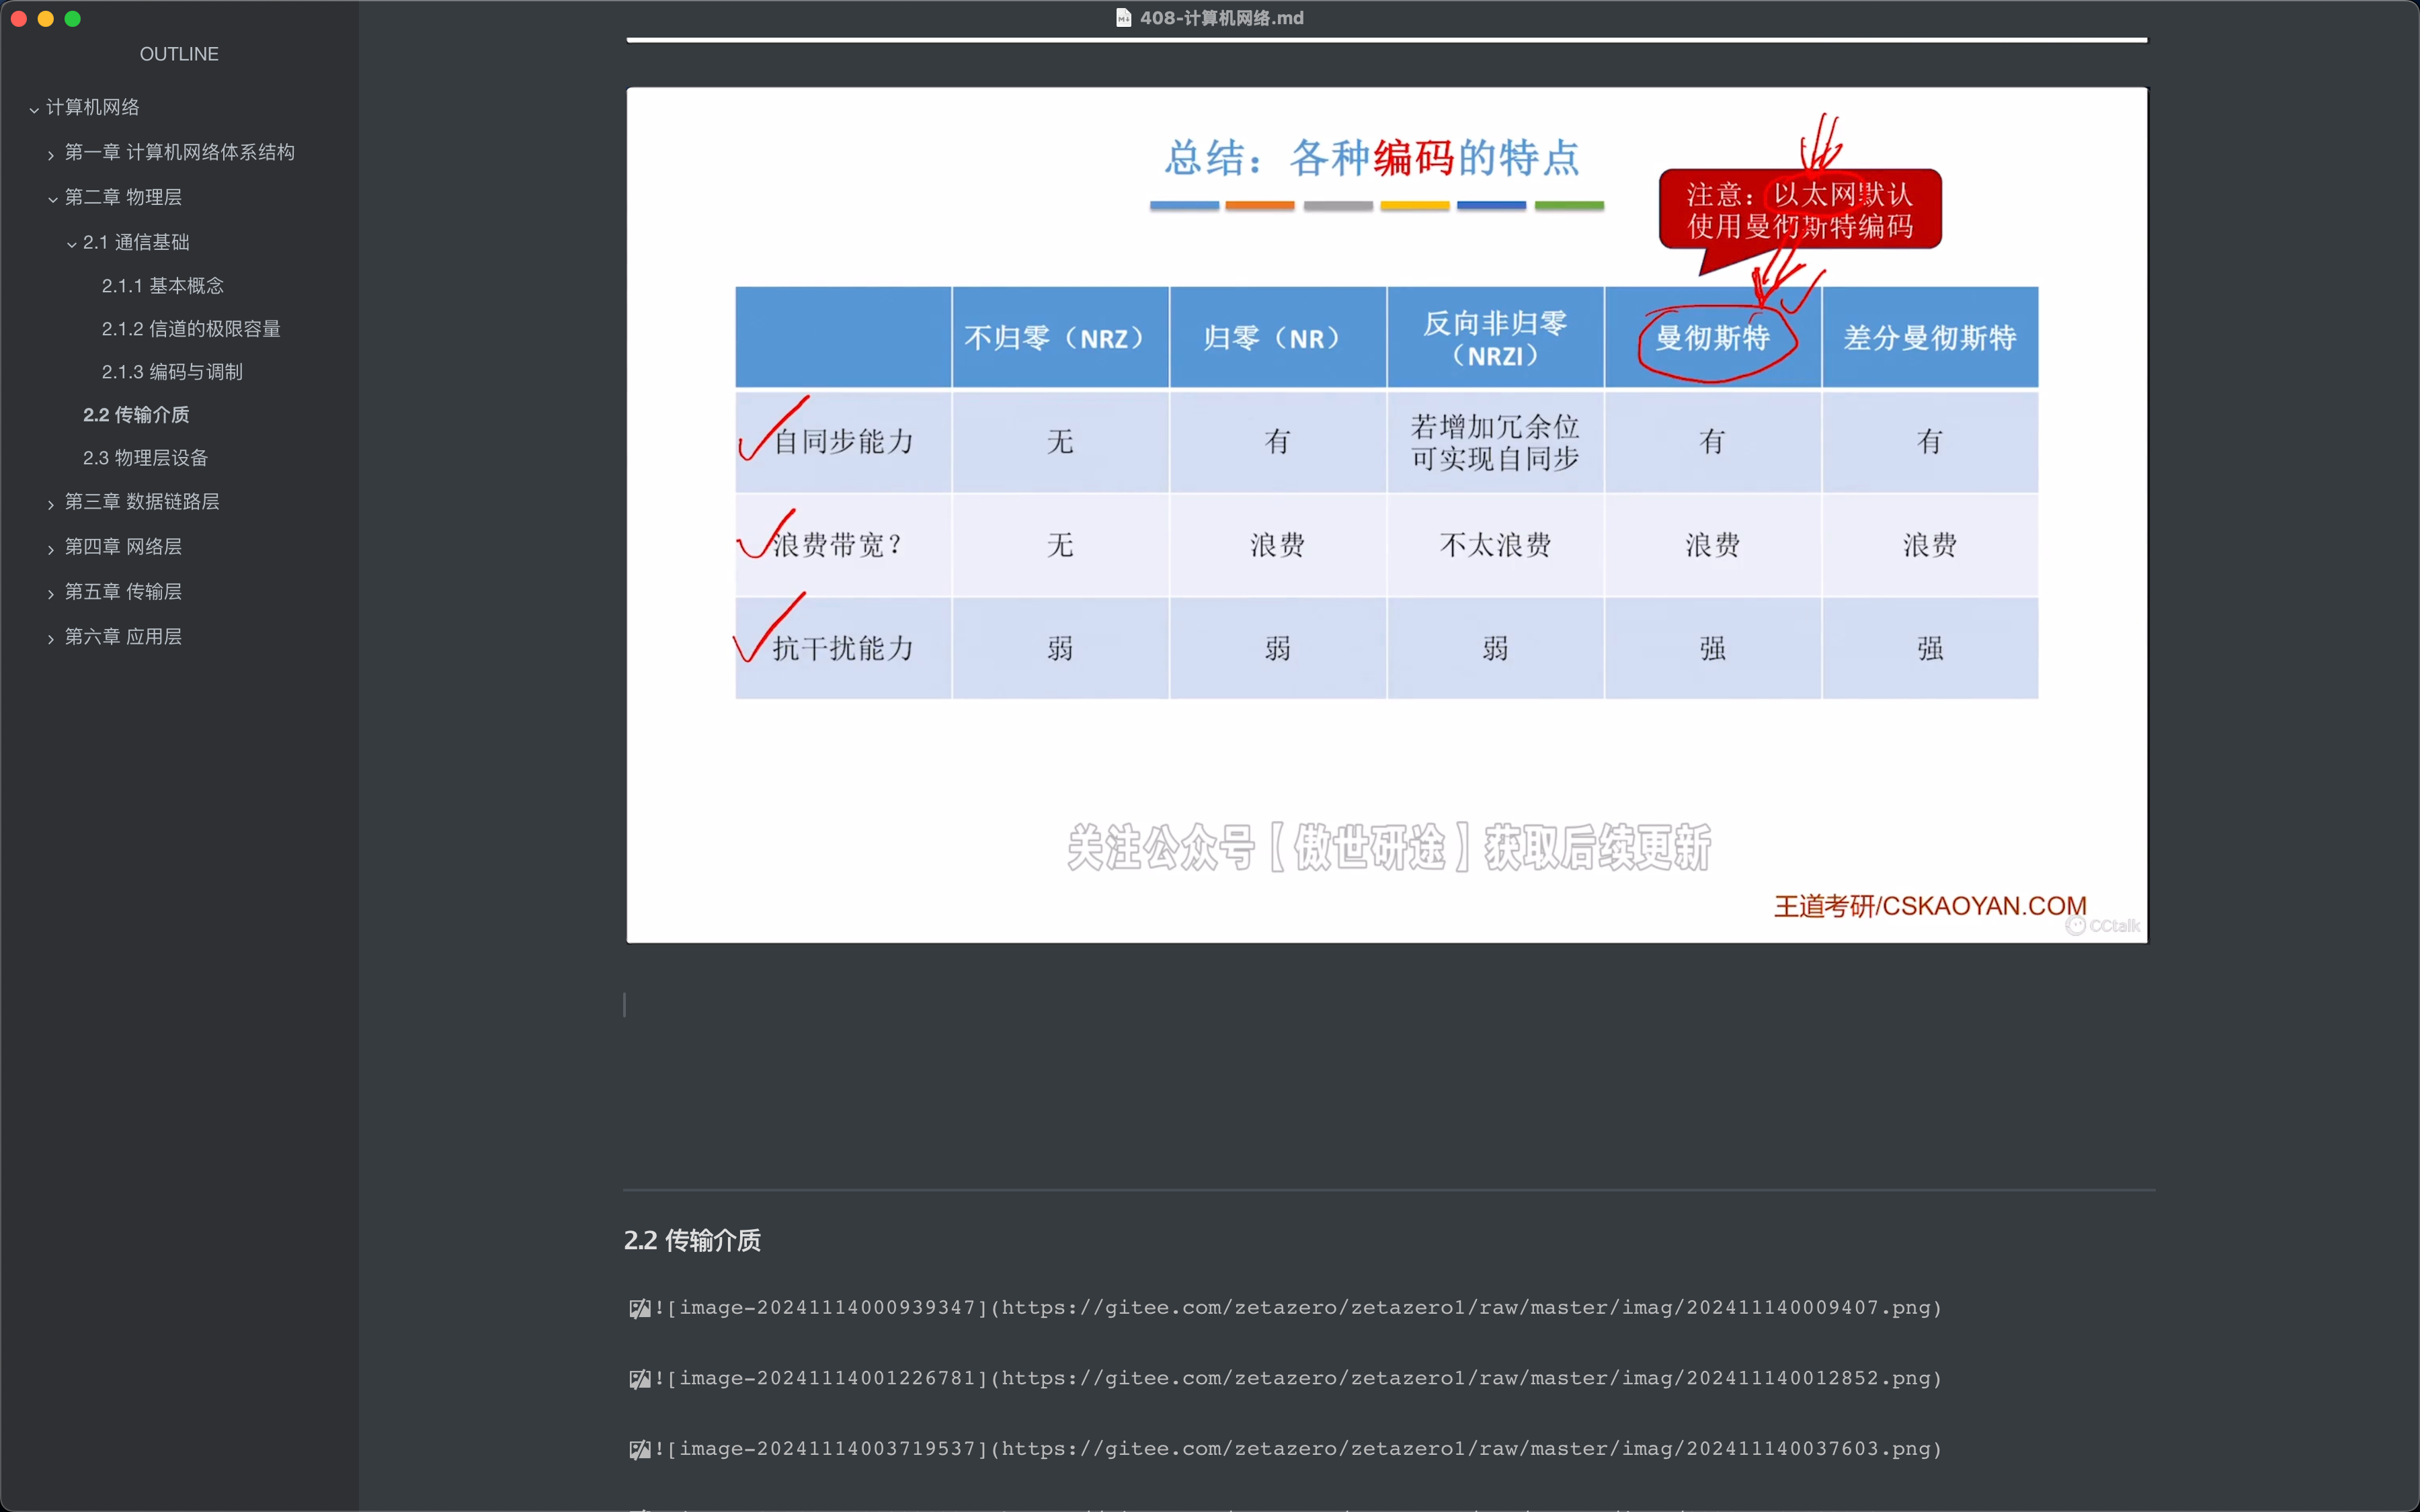 408-计算机网络.md
OUTLINE
计算机网络
第一章 计算机网络体系结构
第二章 物理层
2.1 通信基础
2.1.1 基本概念
2.1.2 信道的极限容量
2.1.3 编码与调制
2.2 传输介质
2.3 物理层设备
第三章 数据链路层
第四章 网络层
第五章 传输层
第六章 应用层
总结：各种编码的特点
注意：以太网默认
使用曼彻斯特编码
不归零（NRZ） 归零（NR） 反向非归零（NRZI） 曼彻斯特 差分曼彻斯特
自同步能力 无 有 若增加冗余位可实现自同步 有 有
浪费带宽？ 无 浪费 不太浪费 浪费 浪费
抗干扰能力 弱 弱 弱 强 强
关注公众号【傲世研途】获取后续更新
王道考研/CSKAOYAN.COM
CCtalk
2.2 传输介质
![image-20241114000939347](https://gitee.com/zetazero/zetazero1/raw/master/imag/202411140009407.png)
![image-20241114001226781](https://gitee.com/zetazero/zetazero1/raw/master/imag/202411140012852.png)
![image-20241114003719537](https://gitee.com/zetazero/zetazero1/raw/master/imag/202411140037603.png)